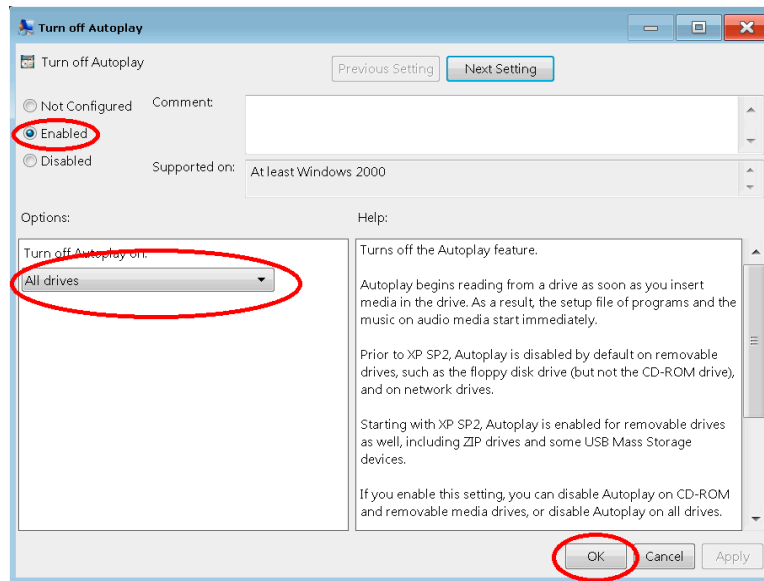 Turn off Autoplay
Turn off Autoplay
Previous Setting
Next Setting
Not Configured
Comment:
Enabled
Disabled
Supported on:
At least Windows 2000
Options:
Help:
Turn off Autoplay on:
All drives
Turns off the Autoplay feature.
Autoplay begins reading from a drive as soon as you insert
media in the drive. As a result, the setup file of programs and the
music on audio media start immediately.
Prior to XP SP2, Autoplay is disabled by default on removable
drives, such as the floppy disk drive (but not the CD-ROM drive),
and on network drives.
Starting with XP SP2, Autoplay is enabled for removable drives
as well, including ZIP drives and some USB Mass Storage
devices.
If you enable this setting, you can disable Autoplay on CD-ROM
and removable media drives, or disable Autoplay on all drives.
OK
Cancel
Apply